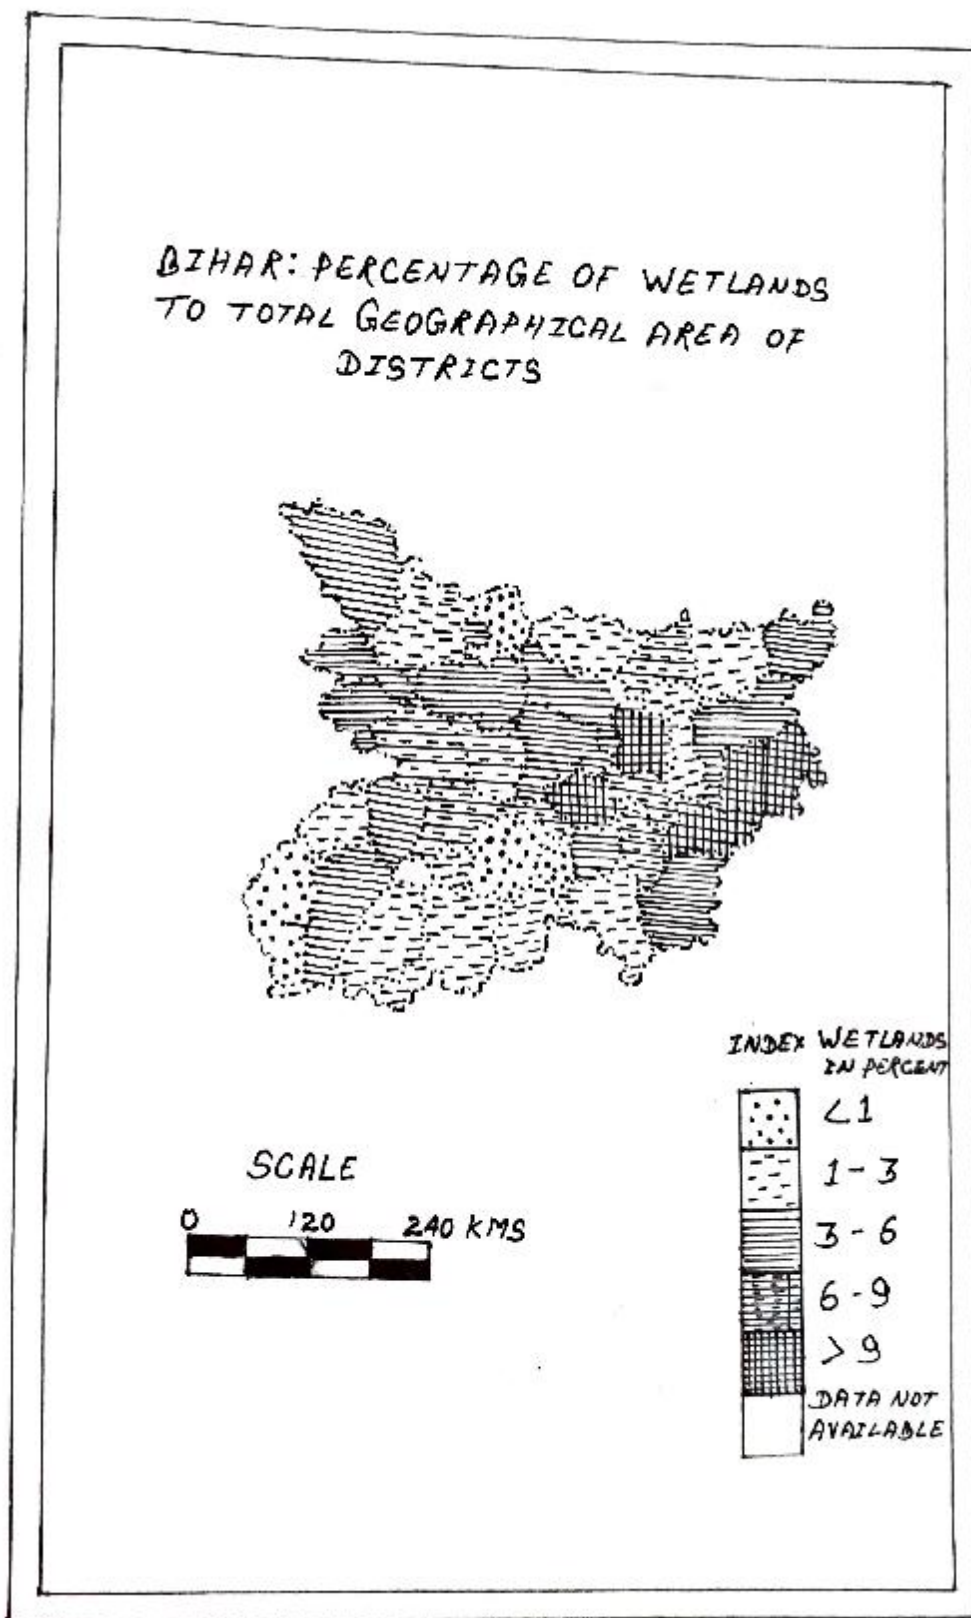 BIHAR: PERCENTAGE OF WETLANDS
TO TOTAL GEOGRAPHICAL AREA OF
DISTRICTS
INDEX WETLANDS
IN PERCENT
<1
1-3
3-6
6-9
>9
DATA NOT
AVAILABLE
SCALE
0 120 240 KMS